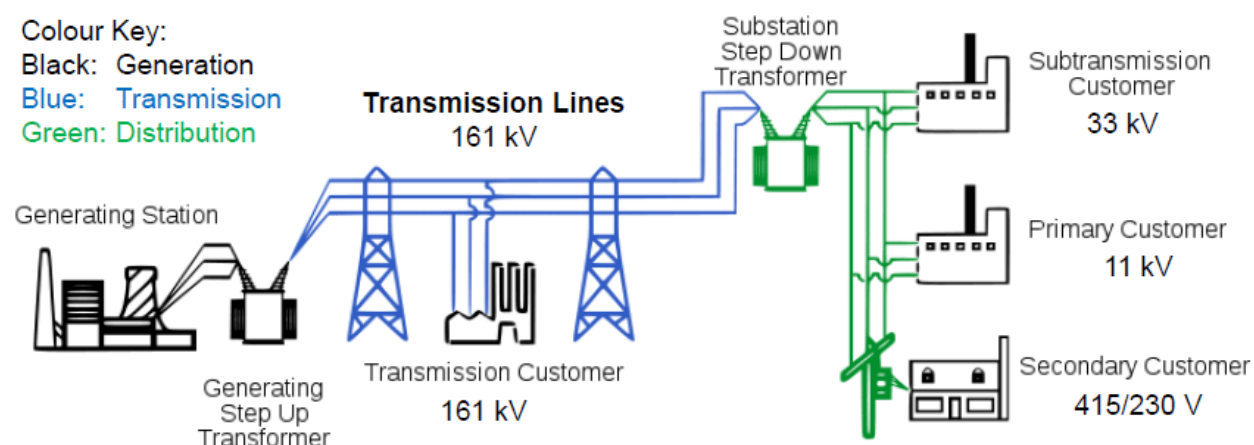 Colour Key:
Black: Generation
Blue: Transmission
Green: Distribution
Transmission Lines
161 kV
Substation
Step Down
Transformer
Subtransmission
Customer
33 kV
Generating Station
Primary Customer
11 kV
Generating
Step Up
Transformer
Transmission Customer
161 kV
Secondary Customer
415/230 V